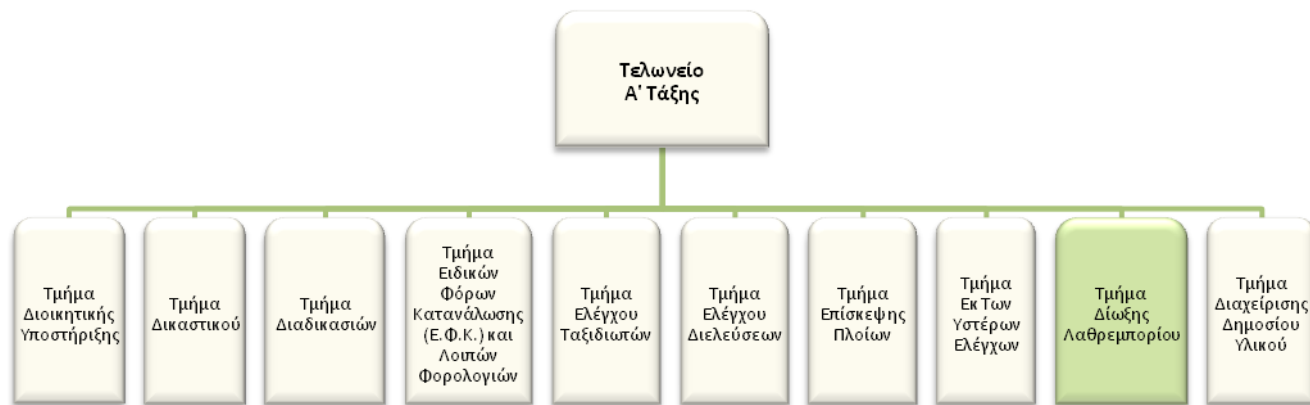 Τελωνείο
Α' Τάξης
Τμήμα
Διοικητικής
Υποστήριξης
Τμήμα
Δικαστικού
Τμήμα
Διαδικασιών
Τμήμα
Ειδικών
Φόρων
Κατανάλωσης
(Ε.Φ.Κ.) και
Λοιπών
Φορολογιών
Τμήμα
Ελέγχου
Ταξιδιωτών
Τμήμα
Ελέγχου
Διελεύσεων
Τμήμα
Επίσκεψης
Πλοίων
Τμήμα
Εκ Των
Υστέρων
Ελέγχων
Τμήμα
Δίωξης
Λαθρεμπορίου
Τμήμα
Διαχείρισης
Δημοσίου
Υλικού